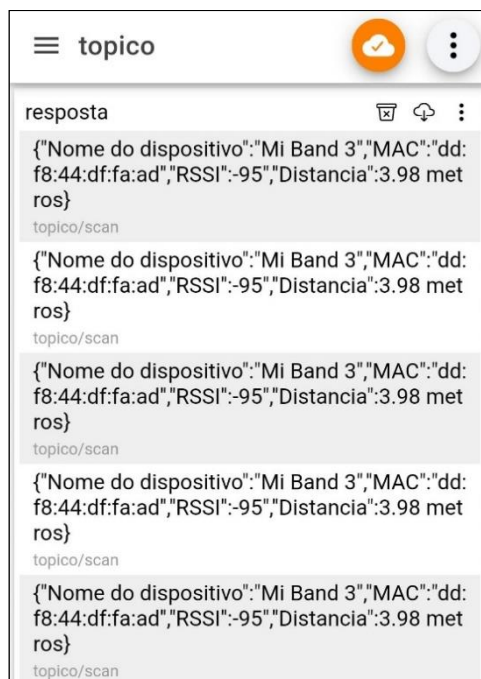 topico
resposta
{"Nome do dispositivo":"Mi Band 3","MAC":"dd:
f8:44:df:fa:ad","RSSI":-95","Distancia":3.98 met
ros}
topico/scan
{"Nome do dispositivo":"Mi Band 3","MAC":"dd:
f8:44:df:fa:ad","RSSI":-95","Distancia":3.98 met
ros}
topico/scan
{"Nome do dispositivo":"Mi Band 3","MAC":"dd:
f8:44:df:fa:ad","RSSI":-95","Distancia":3.98 met
ros}
topico/scan
{"Nome do dispositivo":"Mi Band 3","MAC":"dd:
f8:44:df:fa:ad","RSSI":-95","Distancia":3.98 met
ros}
topico/scan
{"Nome do dispositivo":"Mi Band 3","MAC":"dd:
f8:44:df:fa:ad","RSSI":-95","Distancia":3.98 met
ros}
topico/scan